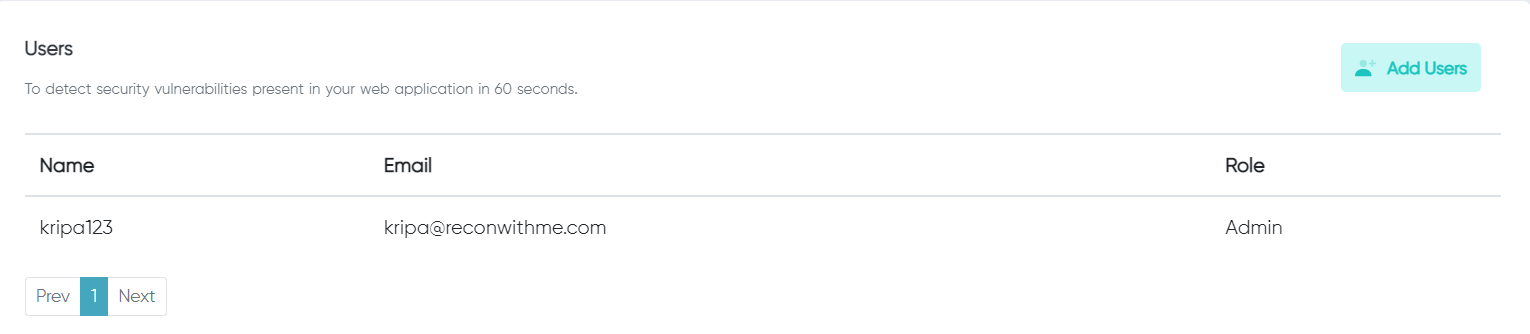 Users
Add Users
To detect security vulnerabilities present in your web application in 60 seconds.
Name Email Role
kripa123 kripa@reconwithme.com Admin
Prev 1 Next